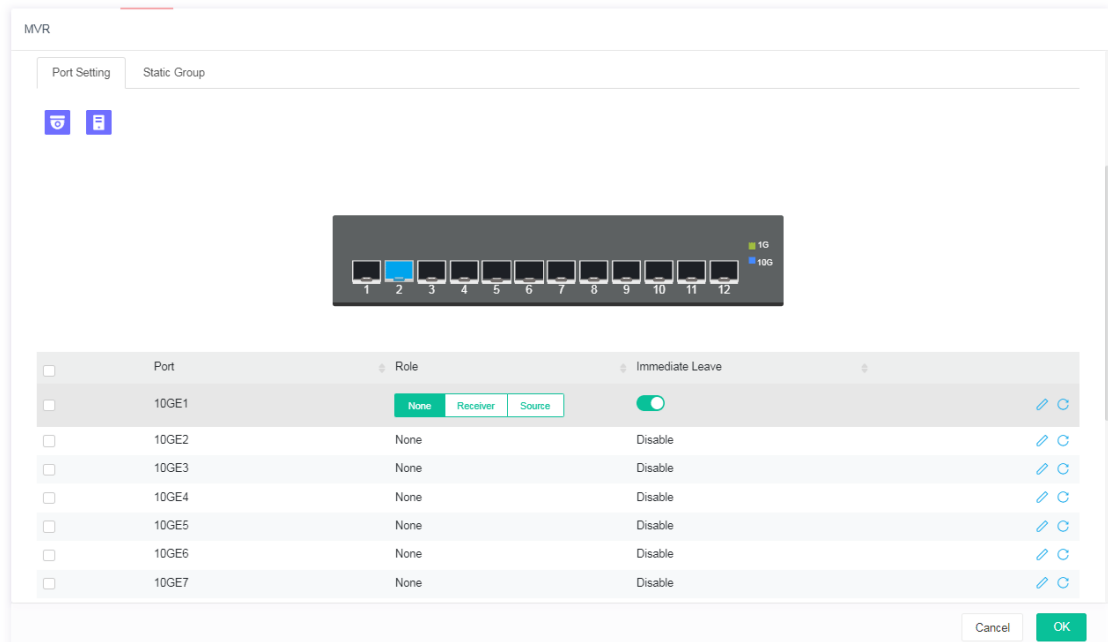 MVR
Port Setting Static Group
1G
10G
1 2 3 4 5 6 7 8 9 10 11 12
Port Role Immediate Leave
10GE1 None Receiver Source
10GE2 None Disable
10GE3 None Disable
10GE4 None Disable
10GE5 None Disable
10GE6 None Disable
10GE7 None Disable
Cancel OK